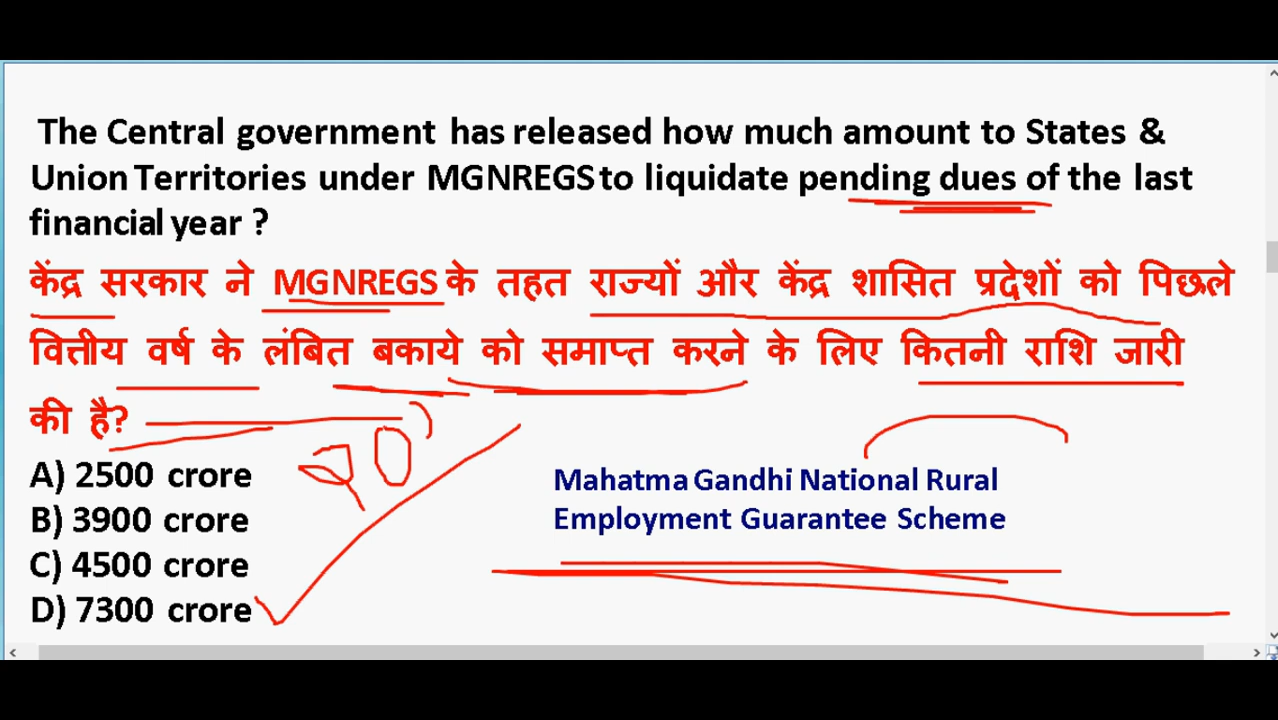 The Central government has released how much amount to States &
Union Territories under MGNREGS to liquidate pending dues of the last
financial year ?
केंद्र सरकार ने MGNREGS के तहत राज्यों और केंद्र शासित प्रदेशों को पिछले
वित्तीय वर्ष के लंबित बकाये को समाप्त करने के लिए कितनी राशि जारी
की है?
A) 2500 crore
B) 3900 crore
C) 4500 crore
D) 7300 crore
90
Mahatma Gandhi National Rural
Employment Guarantee Scheme